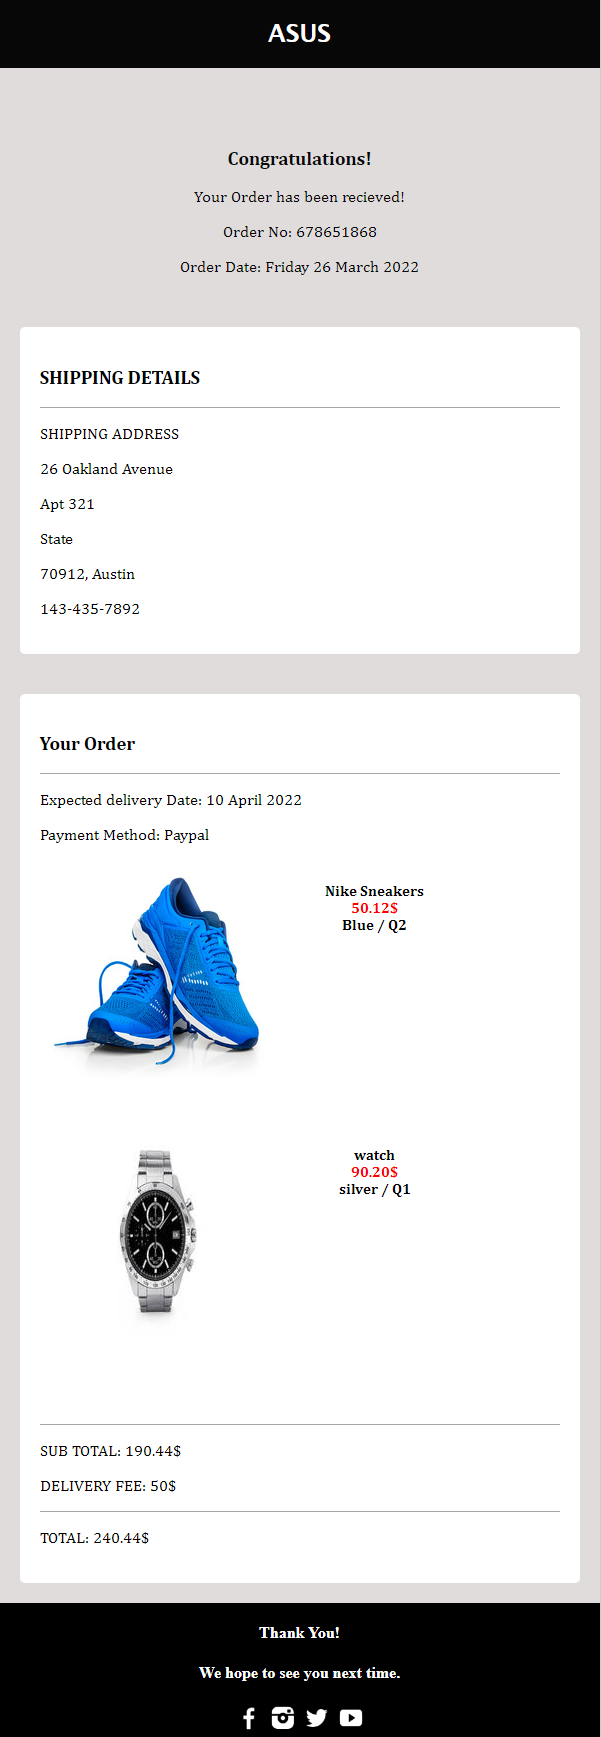 ASUS
Congratulations!
Your Order has been recieved!
Order No: 678651868
Order Date: Friday 26 March 2022
SHIPPING DETAILS
SHIPPING ADDRESS
26 Oakland Avenue
Apt 321
State
70912, Austin
143-435-7892
Your Order
Expected delivery Date: 10 April 2022
Payment Method: Paypal
Nike Sneakers
50.12$
Blue / Q2
watch
90.20$
silver / Q1
SUB TOTAL: 190.44$
DELIVERY FEE: 50$
TOTAL: 240.44$
Thank You!
We hope to see you next time.